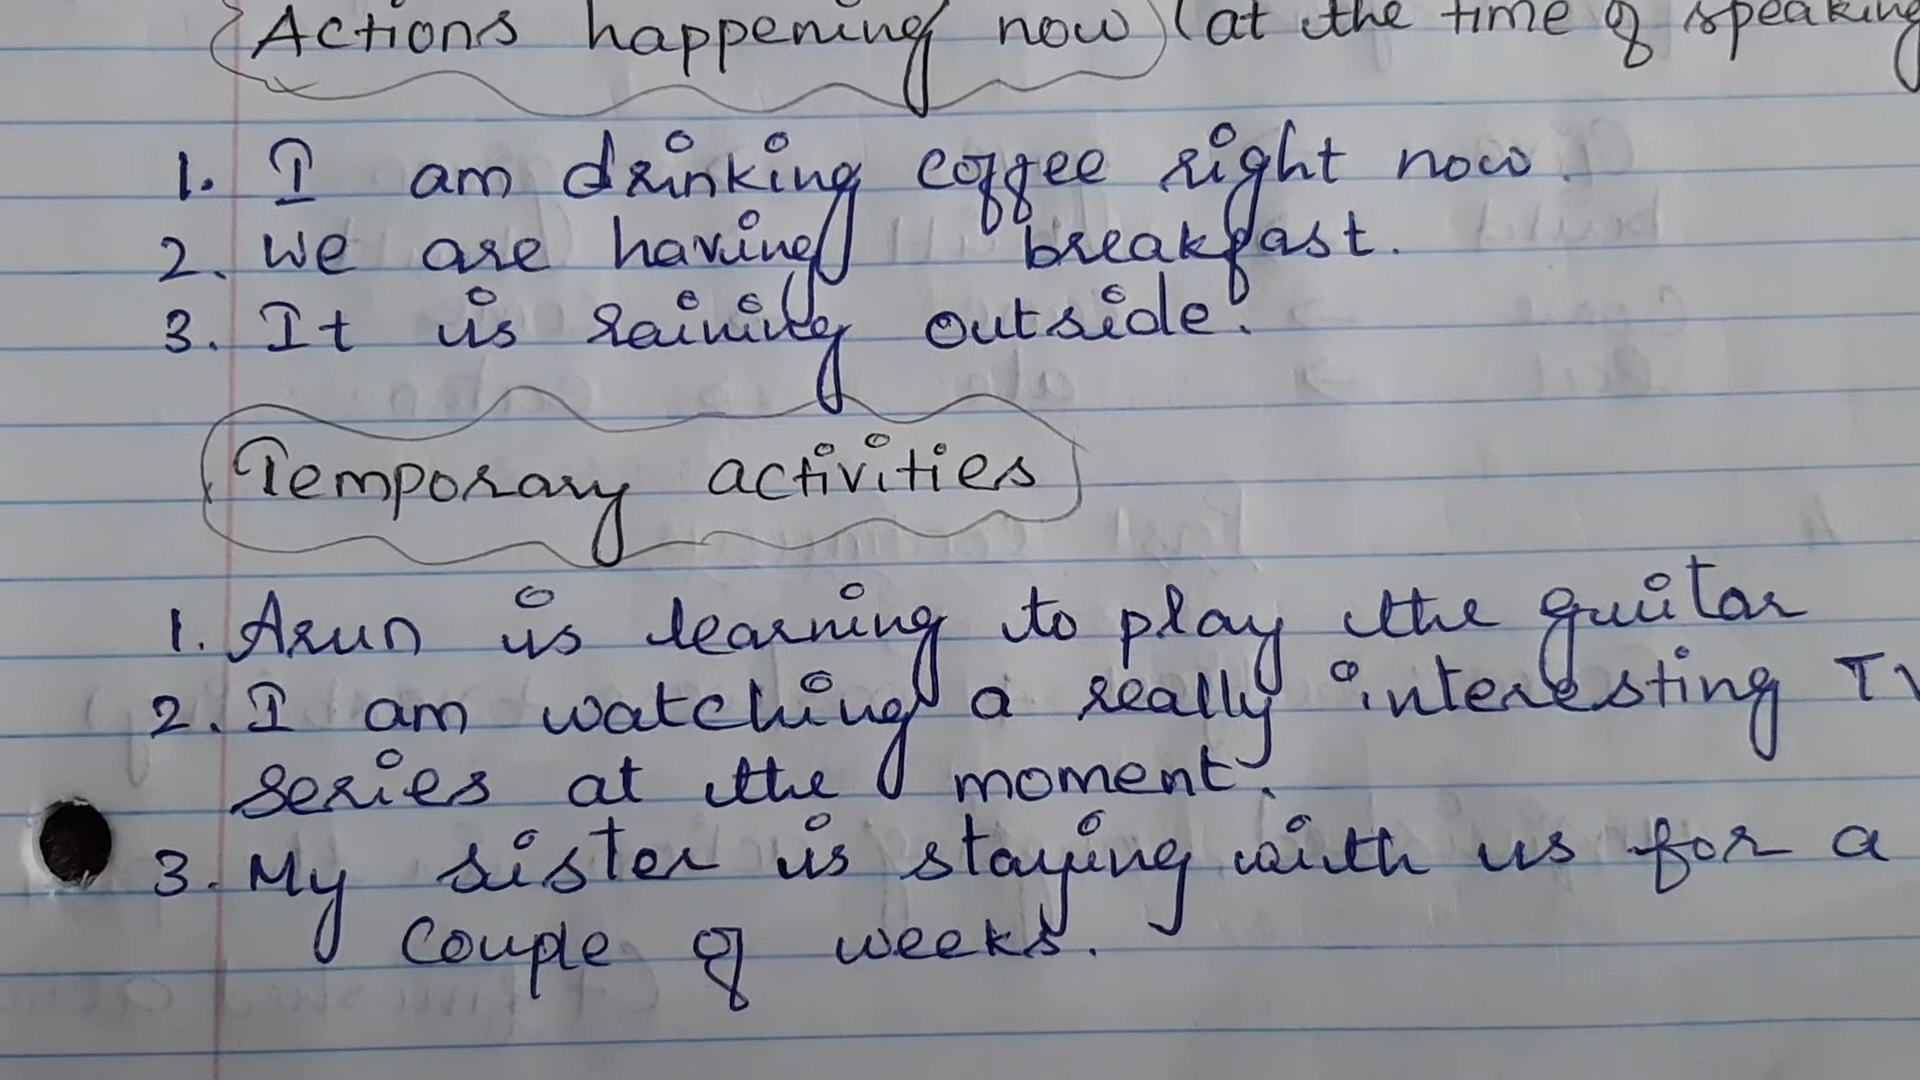 Actions happening now (at the time of speaking
1. I am drinking coffee right now.
2. We are having breakfast.
3. It is raining outside.
Temporary activities
1. Arun is learning to play the guitar
2. I am watching a really interesting TV
series at the moment.
3. My sister is staying with us for a
couple of weeks.